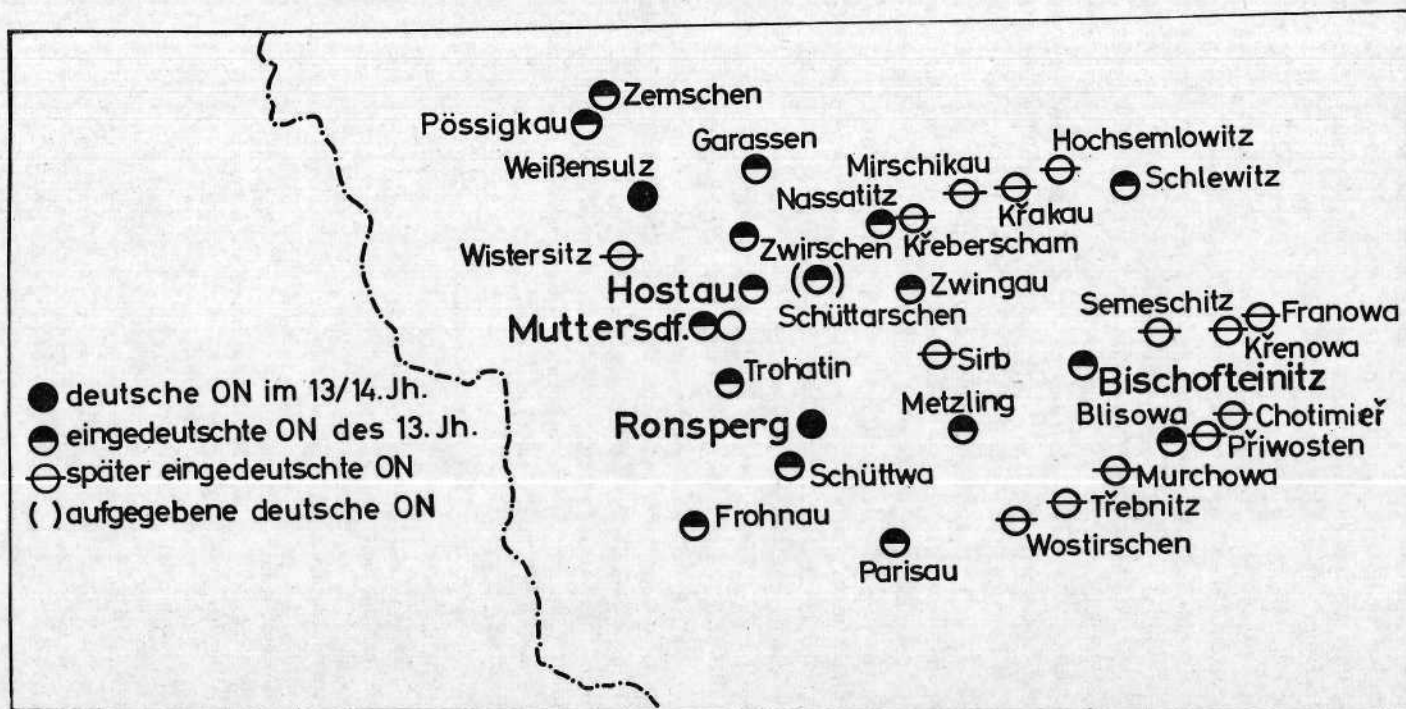 Zemschen
Pössigkau
Garassen
Hochsemlowitz
Weißensulz
Mirschikau
Schlewitz
Nassatitz
Křakau
Wistersitz
Zwirschen
Křeberscham
Hostau
( )
Zwingau
Schüttarschen
Semeschitz
Franowa
Muttersdf.
Křenowa
Sirb
Trohatin
Bischofteinitz
deutsche ON im 13/14.Jh.
Metzling
Blisowa
Chotimieř
Ronsperg
eingedeutschte ON des 13. Jh.
Přiwosten
später eingedeutschte ON
Schüttwa
Murchowa
( ) aufgegebene deutsche ON
Frohnau
Třebnitz
Wostirschen
Parisau